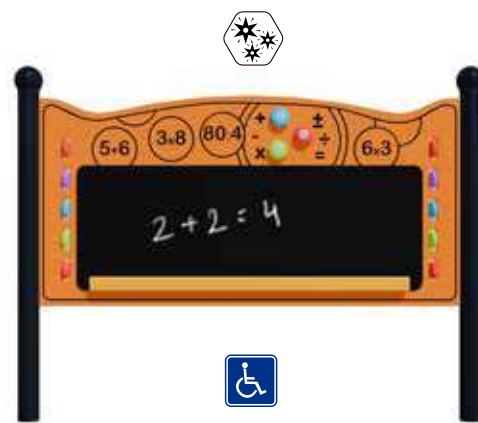 5+6
3x8
80 4
+
-
x
±
÷
=
6x3
2+2=4